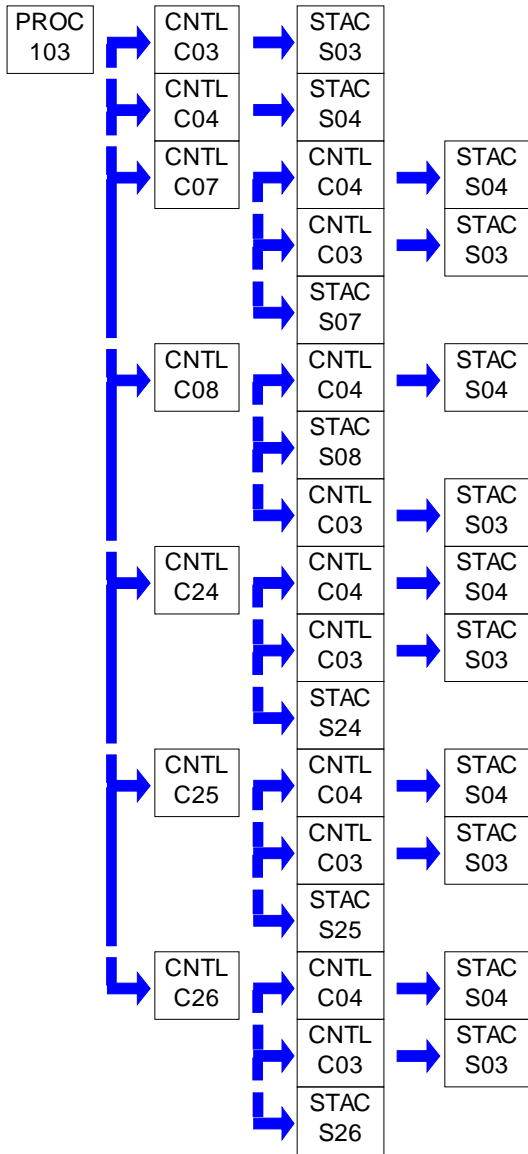 PROC CNTL STAC
103 C03 S03
CNTL STAC
C04 S04
CNTL CNTL STAC
C07 C04 S04
CNTL STAC
C03 S03
STAC
S07
CNTL CNTL STAC
C08 C04 S04
STAC
S08
CNTL STAC
C03 S03
CNTL CNTL STAC
C24 C04 S04
CNTL STAC
C03 S03
STAC
S24
CNTL CNTL STAC
C25 C04 S04
CNTL STAC
C03 S03
STAC
S25
CNTL CNTL STAC
C26 C04 S04
CNTL STAC
C03 S03
STAC
S26